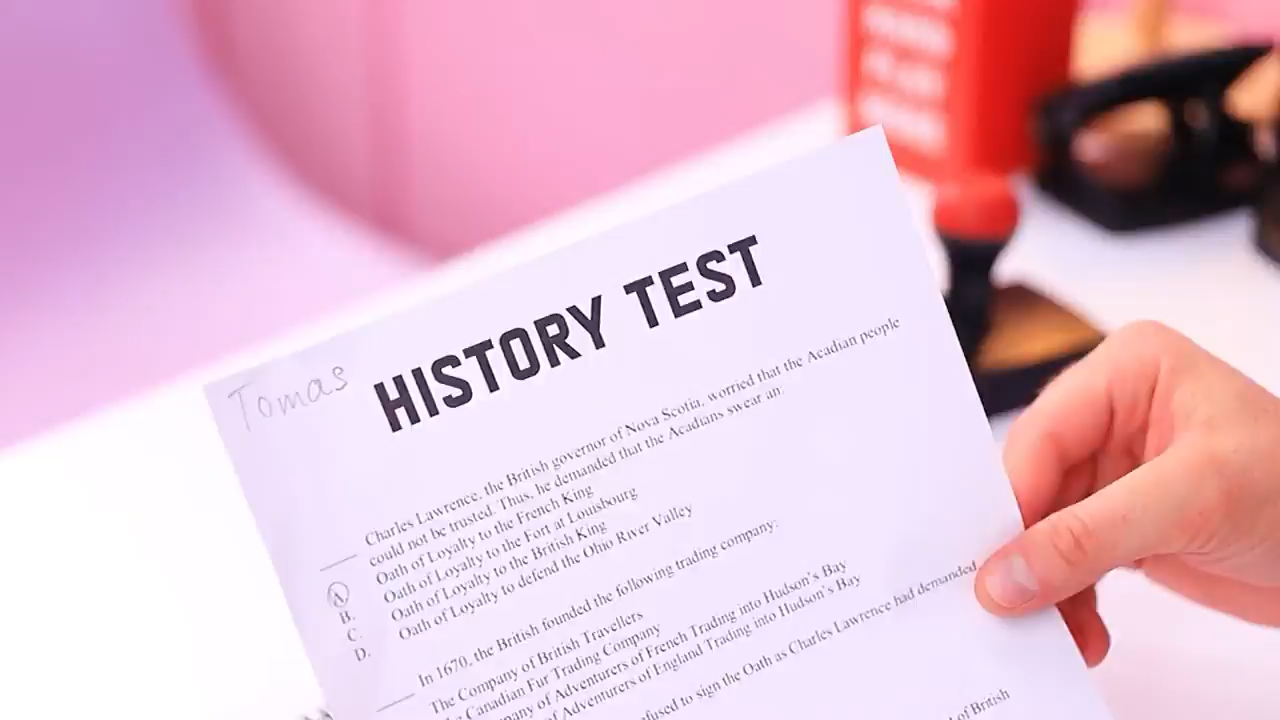 Tomas
HISTORY TEST
Charles Lawrence, the British governor of Nova Scotia, worried that the Acadian people
could not be trusted. Thus, he demanded that the Acadians swear an:
A. Oath of Loyalty to the French King
B. Oath of Loyalty to the Fort at Louisbourg
C. Oath of Loyalty to the British King
D. Oath of Loyalty to defend the Ohio River Valley
In 1670, the British founded the following trading company:
The Company of British Travellers
Canadian Fur Trading Company
of Adventurers of French Trading into Hudson's Bay
of Adventurers of England Trading into Hudson's Bay
to sign the Oath as Charles Lawrence had demanded
of British